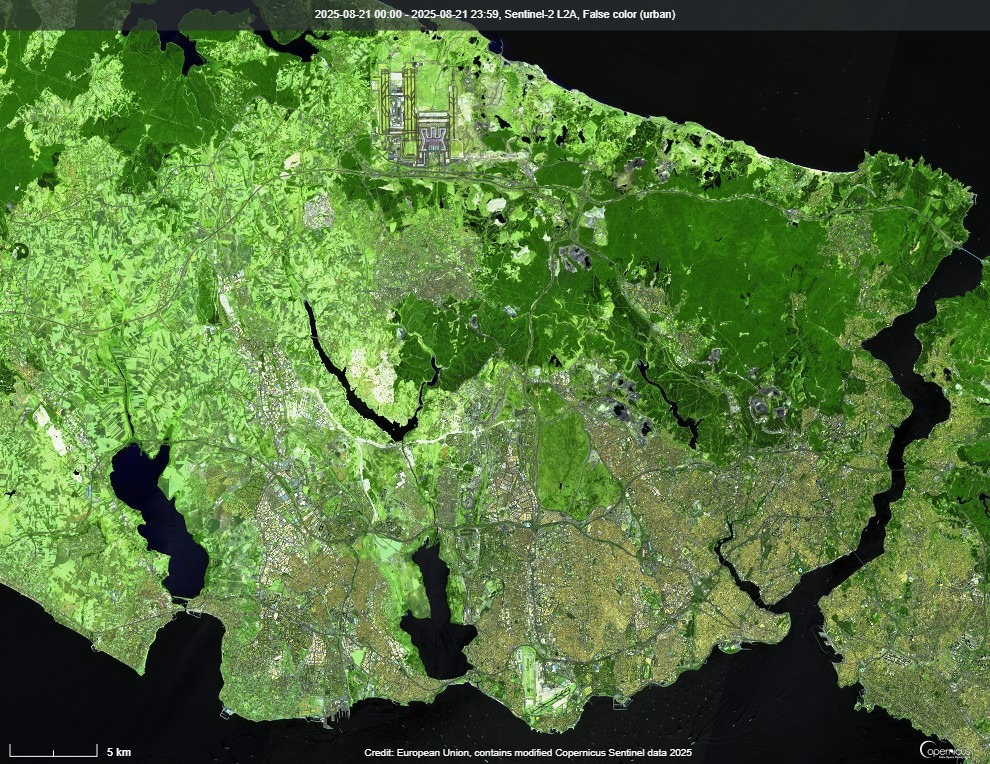 2025-08-21 00:00 - 2025-08-21 23:59, Sentinel-2 L2A, False color (urban)
5 km
Credit: European Union, contains modified Copernicus Sentinel data 2025
opernicus